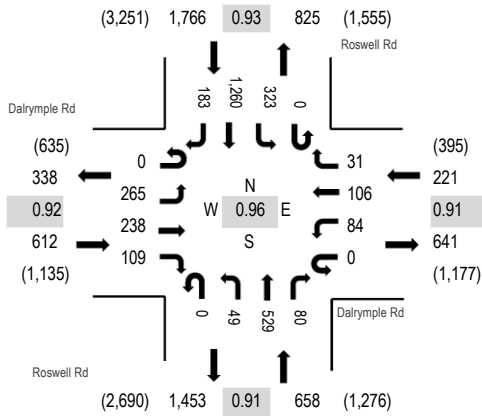 (3,251) 1,766 0.93 825 (1,555)
Roswell Rd
183 1,260 323 0
Dalrymple Rd
(635)
338
0.92
612
(1,135)
0
265
238
109
N
W 0.96 E
S
31
106
84
0
(395)
221
0.91
641
(1,177)
0 49 529 80
Dalrymple Rd
Roswell Rd
(2,690) 1,453 0.91 658 (1,276)